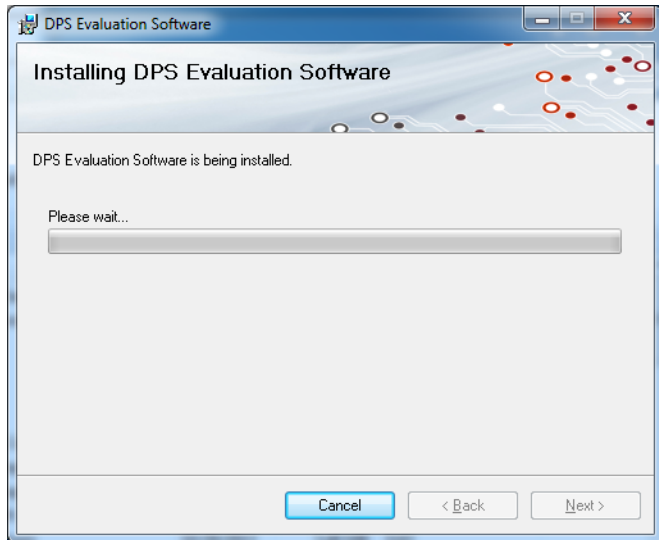 DPS Evaluation Software
Installing DPS Evaluation Software
DPS Evaluation Software is being installed.
Please wait...
Cancel
< Back
Next >